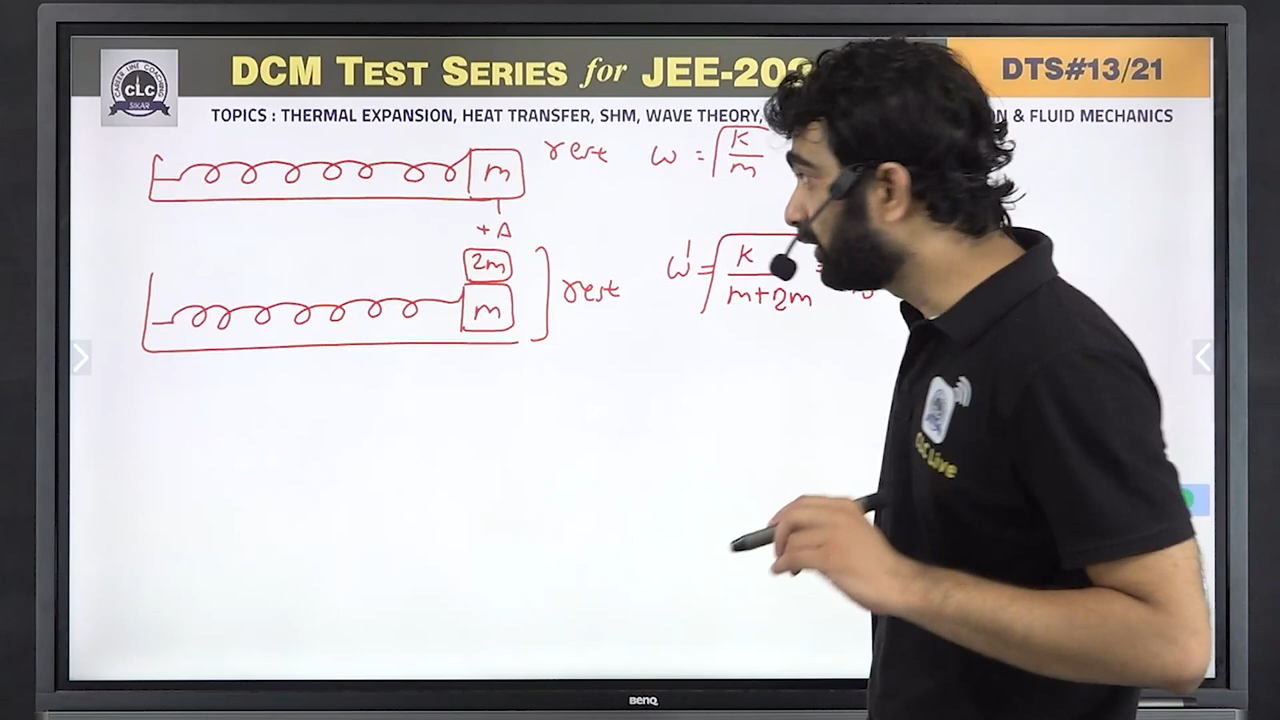 CAREER LINE COACHING
CLC
SIKAR
DCM TEST SERIES for JEE-202
DTS#13/21
TOPICS : THERMAL EXPANSION, HEAT TRANSFER, SHM, WAVE THEORY, N & FLUID MECHANICS
m rest ω = √(K/m)
+A
2m
m rest ω' = √(K/(m+2m)) =
CLC Live
BenQ